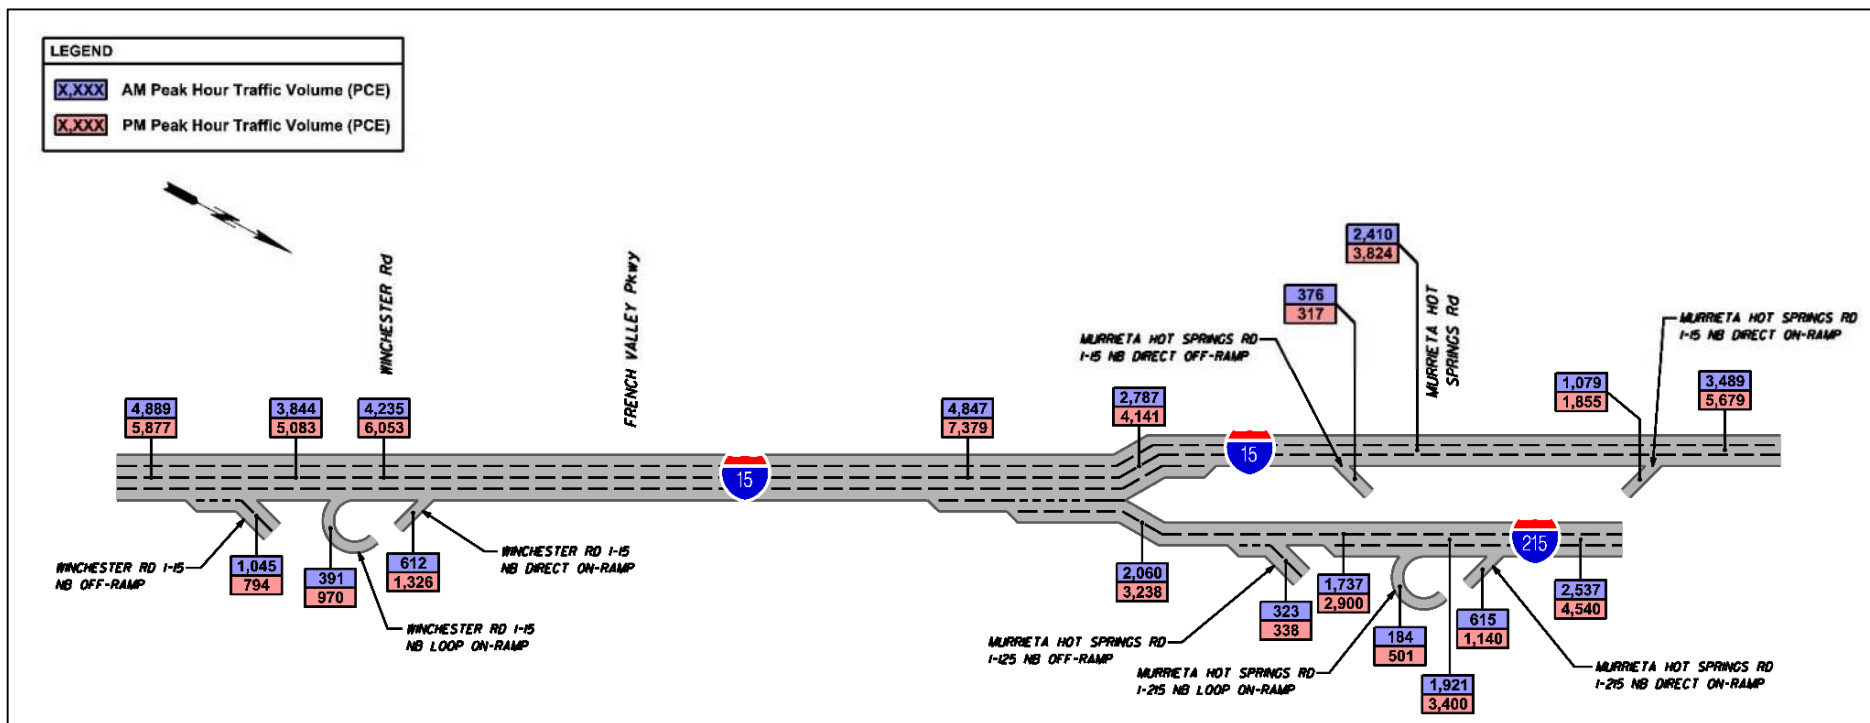 LEGEND
X,XXX AM Peak Hour Traffic Volume (PCE)
X,XXX PM Peak Hour Traffic Volume (PCE)
WINCHESTER Rd
FRENCH VALLEY Pkwy
MURRIETA HOT
SPRINGS Rd
2,410
3,824
376
317
MURRIETA HOT SPRINGS RD
I-15 NB DIRECT OFF-RAMP
MURRIETA HOT SPRINGS RD
I-15 NB DIRECT ON-RAMP
4,889
5,877
3,844
5,083
4,235
6,053
4,847
7,379
2,787
4,141
1,079
1,855
3,489
5,679
15
15
215
WINCHESTER RD I-15
NB OFF-RAMP
1,045
794
391
970
612
1,326
WINCHESTER RD I-15
NB DIRECT ON-RAMP
WINCHESTER RD I-15
NB LOOP ON-RAMP
2,060
3,238
323
338
1,737
2,900
184
501
1,921
3,400
615
1,140
2,537
4,540
MURRIETA HOT SPRINGS RD
I-125 NB OFF-RAMP
MURRIETA HOT SPRINGS RD
I-215 NB LOOP ON-RAMP
MURRIETA HOT SPRINGS RD
I-215 NB DIRECT ON-RAMP